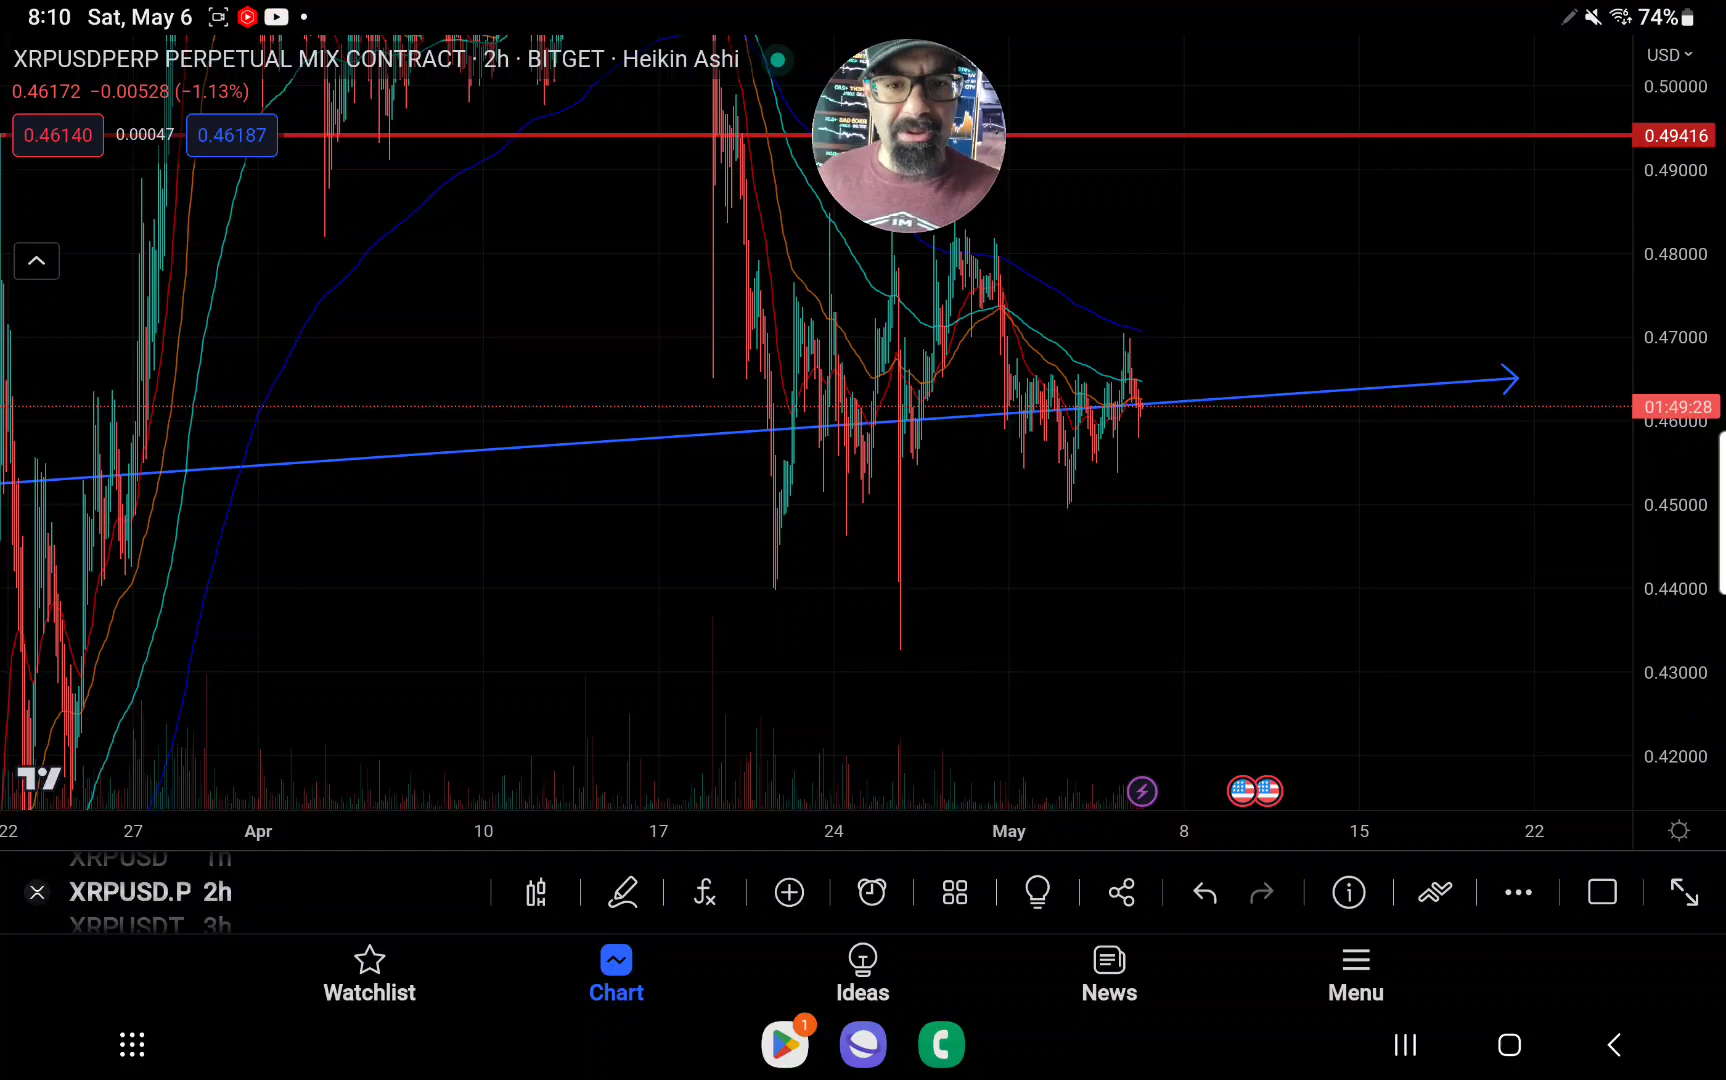 8:10 Sat, May 6 74%
XRPUSDPERP PERPETUAL MIX CONTRACT · 2h · BITGET · Heikin Ashi
USD
0.46172 −0.00528 (−1.13%)
0.46140 0.00047 0.46187
0.50000
0.49416
0.49000
0.48000
0.47000
01:49:28
0.46000
0.45000
0.44000
0.43000
0.42000
22 27 Apr 10 17 24 May 8 15 22
XRPUSD 1h
XRPUSD.P 2h
XRPUSDT 3h
Watchlist Chart Ideas News Menu
1